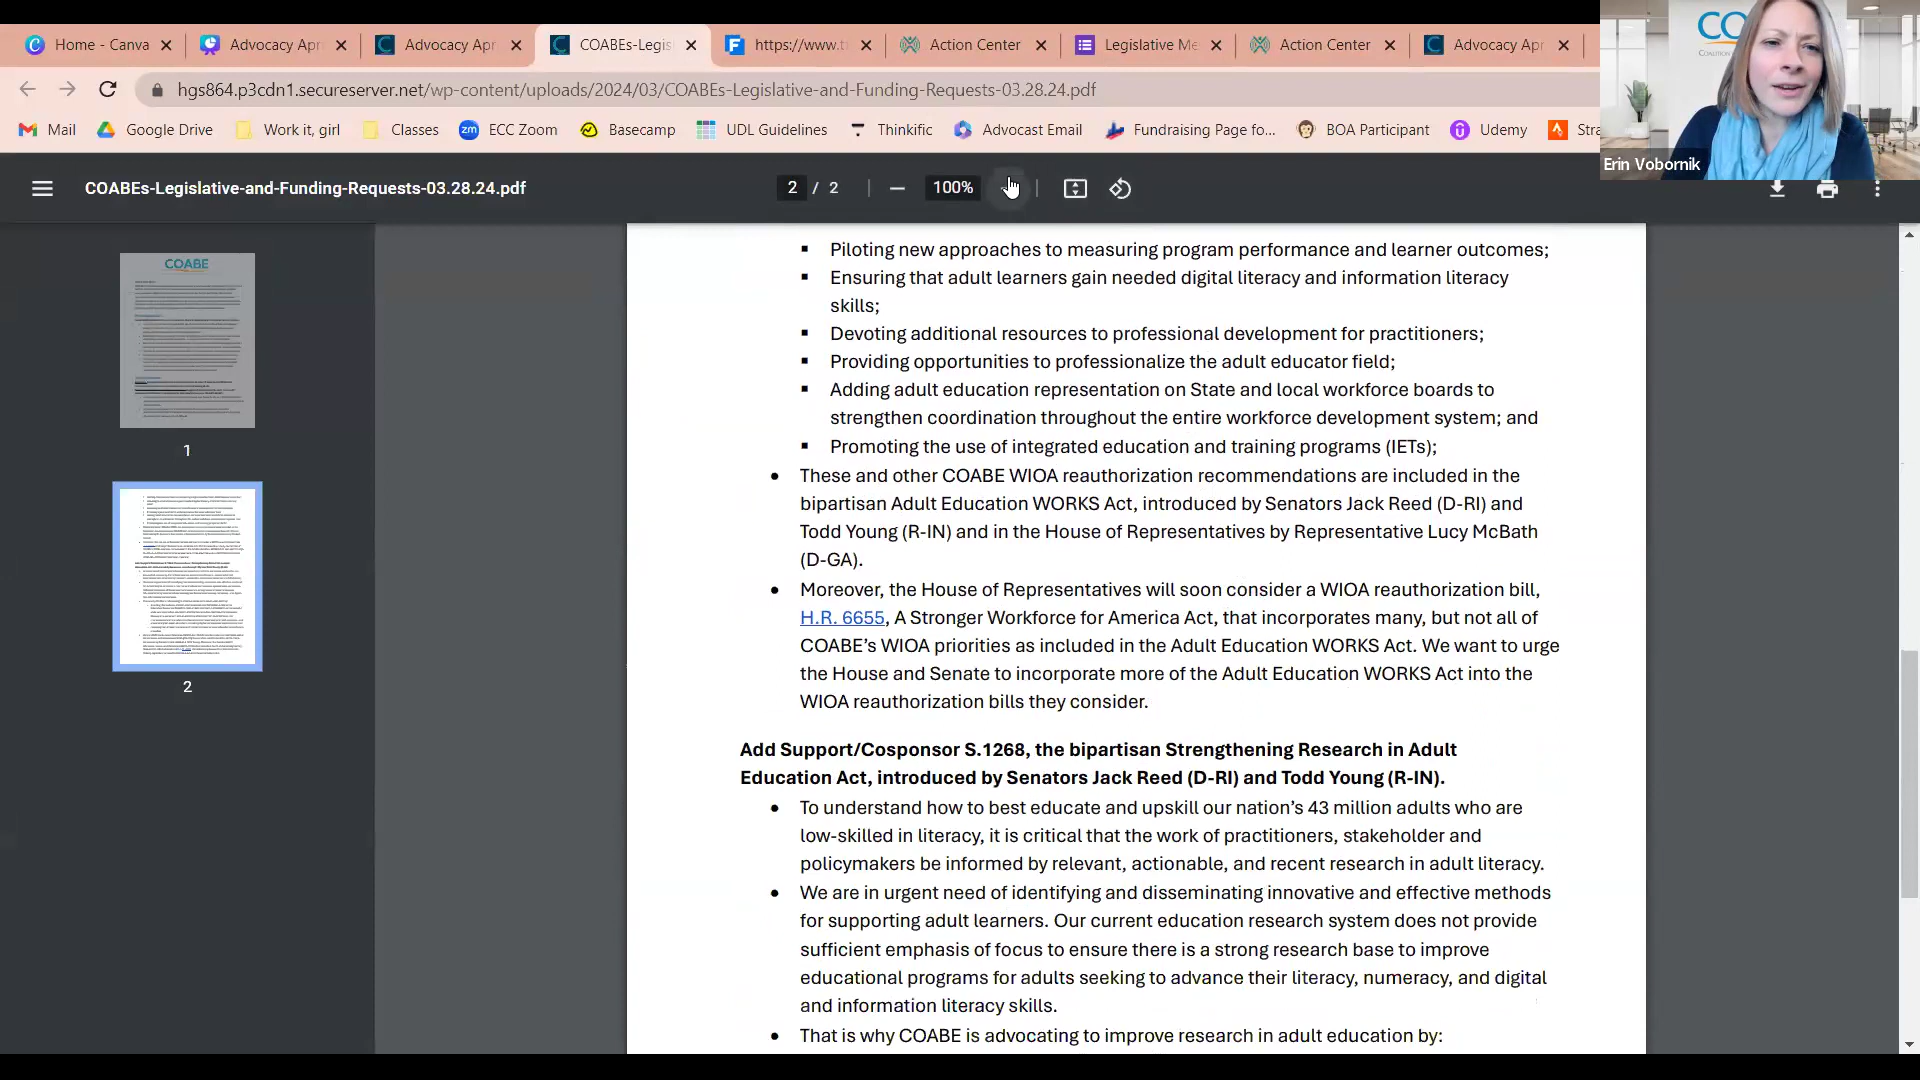 Home - Canva
Advocacy Apr
Advocacy Apr
COABEs-Legis
https://www.t
Action Center
Legislative Me
Action Center
Advocacy Apr
hgs864.p3cdn1.secureserver.net/wp-content/uploads/2024/03/COABEs-Legislative-and-Funding-Requests-03.28.24.pdf
Mail
Google Drive
Work it, girl
Classes
ECC Zoom
Basecamp
UDL Guidelines
Thinkific
Advocast Email
Fundraising Page fo...
BOA Participant
Udemy
Stra
CO
Erin Vobornik
COABEs-Legislative-and-Funding-Requests-03.28.24.pdf
2 / 2
100%
COABE
1
2
▪ Piloting new approaches to measuring program performance and learner outcomes;
▪ Ensuring that adult learners gain needed digital literacy and information literacy
skills;
▪ Devoting additional resources to professional development for practitioners;
▪ Providing opportunities to professionalize the adult educator field;
▪ Adding adult education representation on State and local workforce boards to
strengthen coordination throughout the entire workforce development system; and
▪ Promoting the use of integrated education and training programs (IETs);
• These and other COABE WIOA reauthorization recommendations are included in the
bipartisan Adult Education WORKS Act, introduced by Senators Jack Reed (D-RI) and
Todd Young (R-IN) and in the House of Representatives by Representative Lucy McBath
(D-GA).
• Moreover, the House of Representatives will soon consider a WIOA reauthorization bill,
H.R. 6655, A Stronger Workforce for America Act, that incorporates many, but not all of
COABE’s WIOA priorities as included in the Adult Education WORKS Act. We want to urge
the House and Senate to incorporate more of the Adult Education WORKS Act into the
WIOA reauthorization bills they consider.
Add Support/Cosponsor S.1268, the bipartisan Strengthening Research in Adult
Education Act, introduced by Senators Jack Reed (D-RI) and Todd Young (R-IN).
• To understand how to best educate and upskill our nation’s 43 million adults who are
low-skilled in literacy, it is critical that the work of practitioners, stakeholder and
policymakers be informed by relevant, actionable, and recent research in adult literacy.
• We are in urgent need of identifying and disseminating innovative and effective methods
for supporting adult learners. Our current education research system does not provide
sufficient emphasis of focus to ensure there is a strong research base to improve
educational programs for adults seeking to advance their literacy, numeracy, and digital
and information literacy skills.
• That is why COABE is advocating to improve research in adult education by: